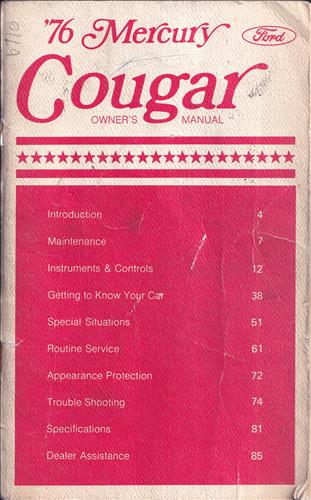 '76 Mercury
Ford
Cougar
OWNER'S MANUAL
Introduction 4
Maintenance 7
Instruments & Controls 12
Getting to Know Your Car 38
Special Situations 51
Routine Service 61
Appearance Protection 72
Trouble Shooting 74
Specifications 81
Dealer Assistance 85